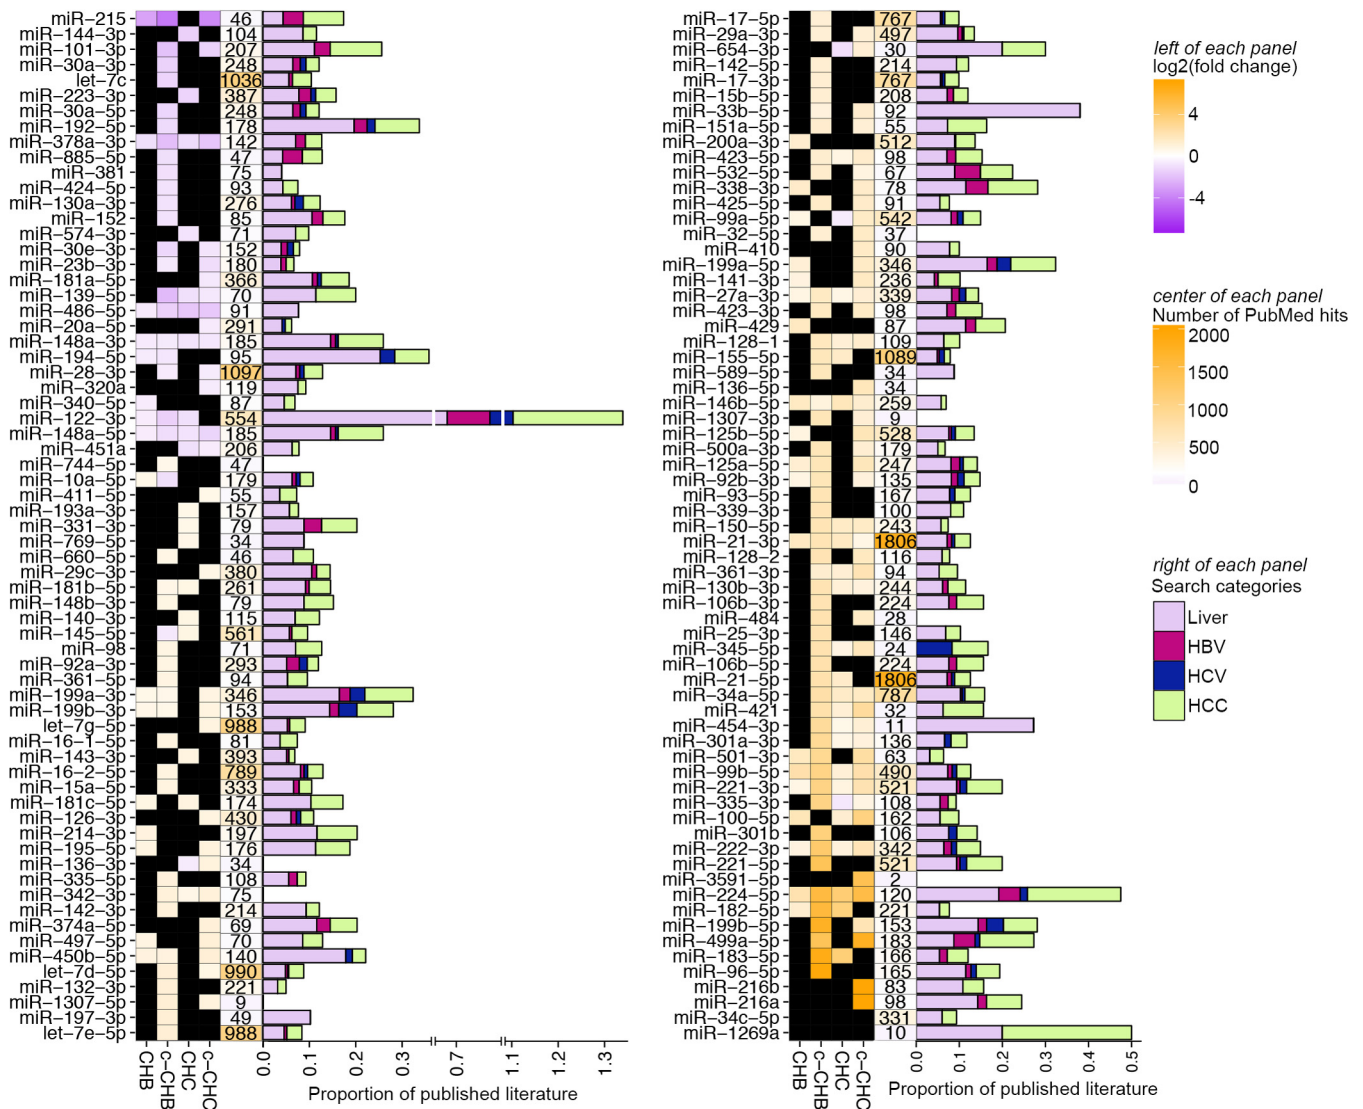 miR−215 46
miR−144−3p 104
miR−101−3p 207
miR−30a−3p 248
let−7c 1036
miR−223−3p 387
miR−30a−5p 248
miR−192−5p 178
miR−378a−3p 142
miR−885−5p 47
miR−381 75
miR−424−5p 93
miR−130a−3p 276
miR−152 85
miR−574−3p 71
miR−30e−3p 152
miR−23b−3p 180
miR−181a−5p 366
miR−139−5p 70
miR−486−5p 91
miR−20a−5p 291
miR−148a−3p 185
miR−194−5p 95
miR−28−3p 1097
miR−320a 119
miR−340−5p 87
miR−122−3p 554
miR−148a−5p 185
miR−451a 206
miR−744−5p 47
miR−10a−5p 179
miR−411−5p 55
miR−193a−3p 157
miR−331−3p 79
miR−769−5p 34
miR−660−5p 46
miR−29c−3p 380
miR−181b−5p 261
miR−148b−3p 79
miR−140−3p 115
miR−145−5p 561
miR−98 71
miR−92a−3p 293
miR−361−5p 94
miR−199a−3p 346
miR−199b−3p 153
let−7g−5p 988
miR−16−1−5p 81
miR−143−3p 393
miR−16−2−5p 789
miR−15a−5p 333
miR−181c−5p 174
miR−126−3p 430
miR−214−3p 197
miR−195−5p 176
miR−136−3p 34
miR−335−5p 108
miR−342−3p 75
miR−142−3p 214
miR−374a−5p 69
miR−497−5p 70
miR−450b−5p 140
let−7d−5p 990
miR−132−3p 221
miR−1307−5p 9
miR−197−3p 49
let−7e−5p 988
CHB c−CHB CHC c−CHC
0.0 0.1 0.2 0.3 0.7 1.1 1.3
Proportion of published literature
miR−17−5p 767
miR−29a−3p 497
miR−654−3p 30
miR−142−5p 214
miR−17−3p 767
miR−15b−5p 208
miR−33b−5p 92
miR−151a−5p 55
miR−200a−3p 512
miR−423−5p 98
miR−532−5p 67
miR−338−3p 78
miR−425−5p 91
miR−99a−5p 542
miR−32−5p 37
miR−410 90
miR−199a−5p 346
miR−141−3p 236
miR−27a−3p 339
miR−423−3p 98
miR−429 87
miR−128−1 109
miR−155−5p 1089
miR−589−5p 34
miR−136−5p 34
miR−146b−5p 259
miR−1307−3p 9
miR−125b−5p 528
miR−500a−3p 179
miR−125a−5p 247
miR−92b−3p 135
miR−93−5p 167
miR−339−3p 100
miR−150−5p 243
miR−21−3p 1806
miR−128−2 116
miR−361−3p 94
miR−130b−3p 244
miR−106b−3p 224
miR−484 28
miR−25−3p 146
miR−345−5p 24
miR−106b−5p 224
miR−21−5p 1806
miR−34a−5p 787
miR−421 32
miR−454−3p 11
miR−301a−3p 136
miR−501−3p 63
miR−99b−5p 490
miR−221−3p 521
miR−335−3p 108
miR−100−5p 162
miR−301b 106
miR−222−3p 342
miR−221−5p 521
miR−3591−5p 2
miR−224−5p 120
miR−182−5p 221
miR−199b−5p 153
miR−499a−5p 183
miR−183−5p 166
miR−96−5p 165
miR−216b 83
miR−216a 98
miR−34c−5p 331
miR−1269a 10
CHB c−CHB CHC c−CHC
0.0 0.1 0.2 0.3 0.4 0.5
Proportion of published literature
left of each panel
log2(fold change)
4
0
-4
center of each panel
Number of PubMed hits
2000
1500
1000
500
0
right of each panel
Search categories
Liver
HBV
HCV
HCC